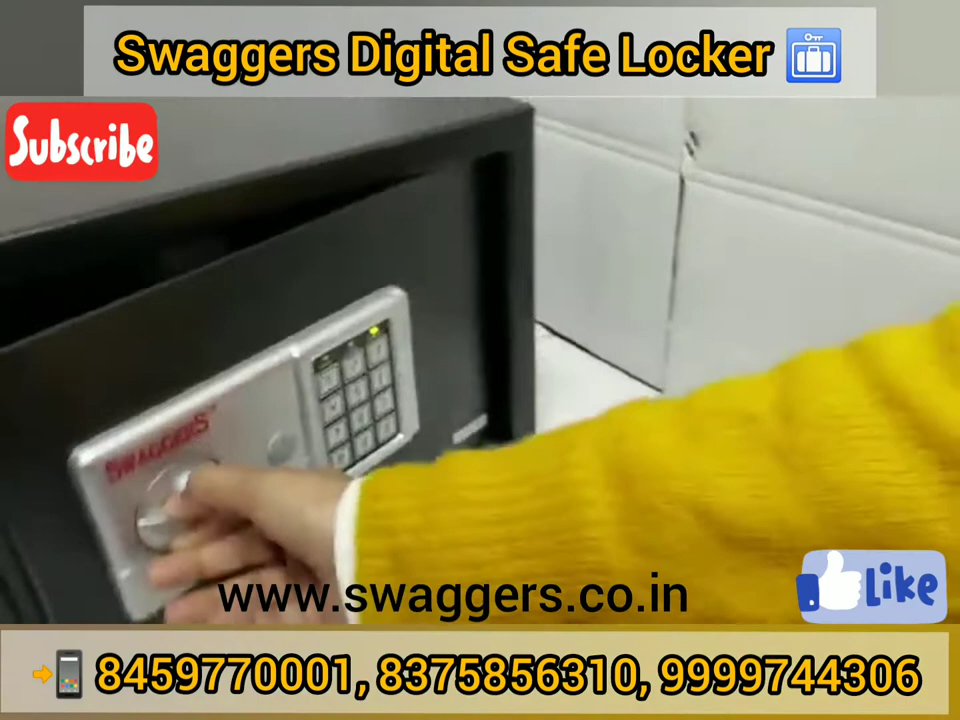 Swaggers Digital Safe Locker
Subscribe
SWAGGERS
www.swaggers.co.in
Like
8459770001, 8375856310, 9999744306